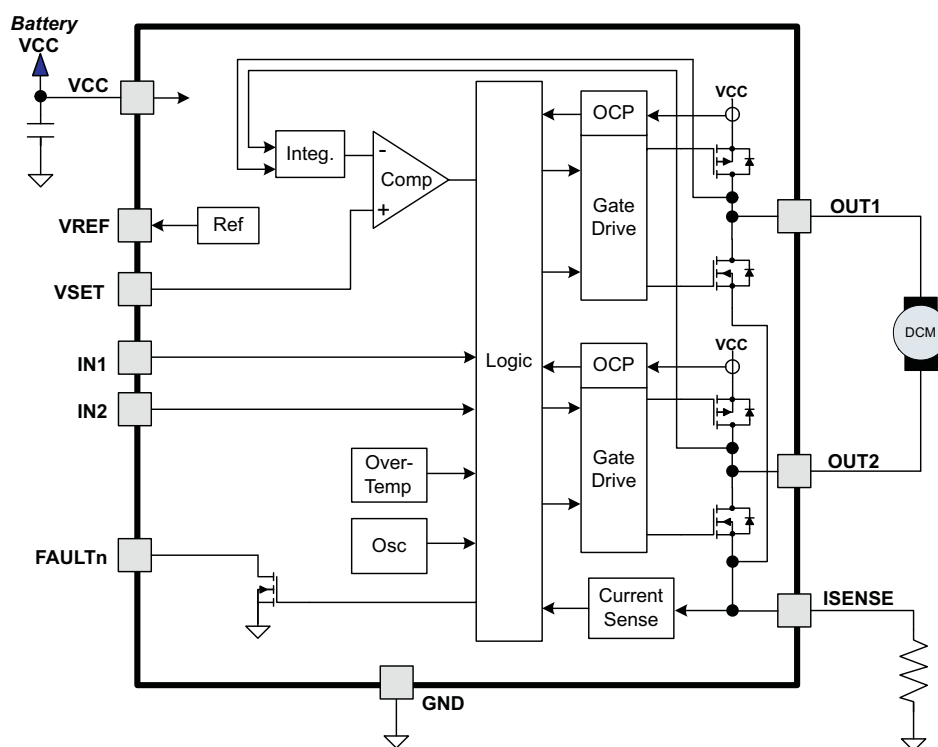 Battery
VCC
VCC
VREF
VSET
IN1
IN2
FAULTn
GND
Integ.
-
Comp
+
Ref
Logic
Over-
Temp
Osc
OCP
Gate
Drive
VCC
OCP
Gate
Drive
VCC
Current
Sense
OUT1
DCM
OUT2
ISENSE